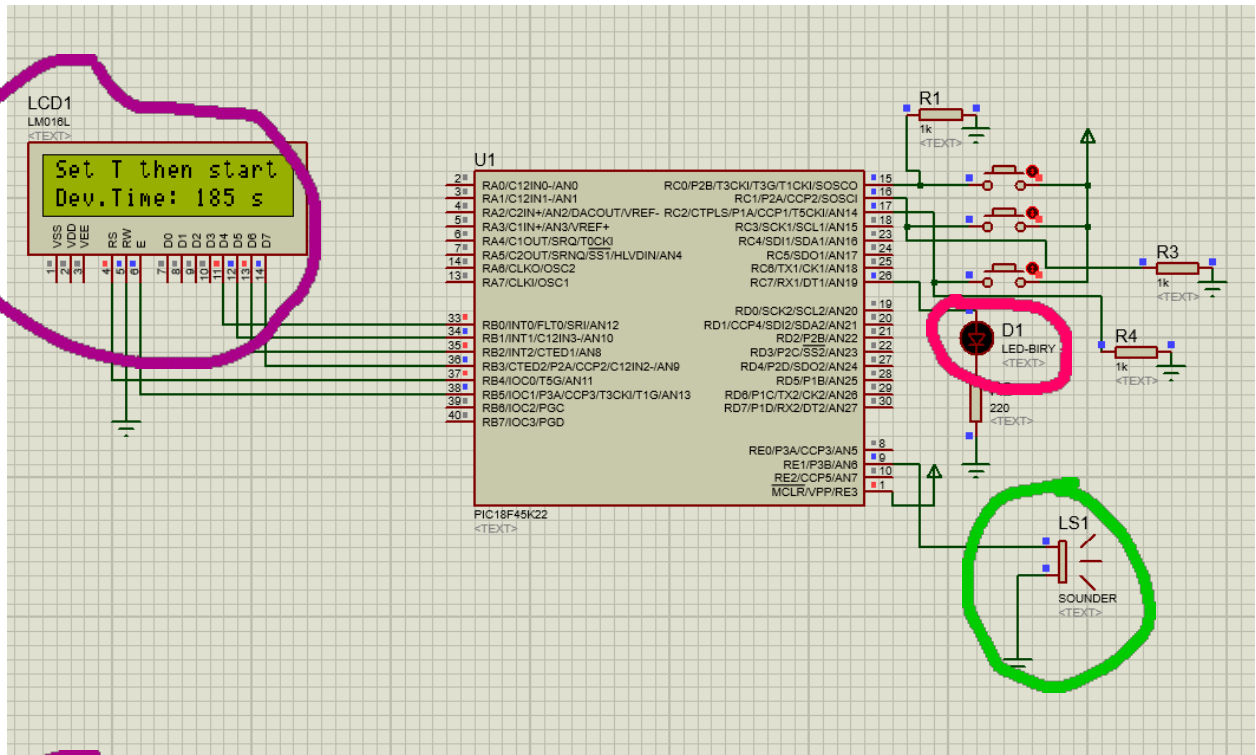 LCD1
LM016L
<TEXT>
Set T then start
Dev.Time: 185 s
VSS
VDD
VEE
RS
RW
E
D0
D1
D2
D3
D4
D5
D6
D7
1
2
3
4
5
6
7
8
9
10
11
12
13
14
U1
2 RA0/C12IN0-/AN0
3 RA1/C12IN1-/AN1
4 RA2/C2IN+/AN2/DACOUT/VREF-
5 RA3/C1IN+/AN3/VREF+
6 RA4/C1OUT/SRQ/T0CKI
7 RA5/C2OUT/SRNQ/SS1/HLVDIN/AN4
14 RA6/CLKO/OSC2
13 RA7/CLKI/OSC1
33 RB0/INT0/FLT0/SRI/AN12
34 RB1/INT1/C12IN3-/AN10
35 RB2/INT2/CTED1/AN8
36 RB3/CTED2/P2A/CCP2/C12IN2-/AN9
37 RB4/IOC0/T5G/AN11
38 RB5/IOC1/P3A/CCP3/T3CKI/T1G/AN13
39 RB6/IOC2/PGC
40 RB7/IOC3/PGD
RC0/P2B/T3CKI/T3G/T1CKI/SOSCO 15
RC1/P2A/CCP2/SOSCI 16
RC2/CTPLS/P1A/CCP1/T5CKI/AN14 17
RC3/SCK1/SCL1/AN15 18
RC4/SDI1/SDA1/AN16 23
RC5/SDO1/AN17 24
RC6/TX1/CK1/AN18 25
RC7/RX1/DT1/AN19 26
RD0/SCK2/SCL2/AN20 19
RD1/CCP4/SDI2/SDA2/AN21 20
RD2/P2B/AN22 21
RD3/P2C/SS2/AN23 22
RD4/P2D/SDO2/AN24 27
RD5/P1B/AN25 28
RD6/P1C/TX2/CK2/AN26 29
RD7/P1D/RX2/DT2/AN27 30
RE0/P3A/CCP3/AN5 8
RE1/P3B/AN6 9
RE2/CCP5/AN7 10
MCLR/VPP/RE3 1
PIC18F45K22
<TEXT>
R1
1k
<TEXT>
R3
1k
<TEXT>
D1
LED-BIRY
<TEXT>
R4
1k
<TEXT>
220
<TEXT>
LS1
SOUNDER
<TEXT>